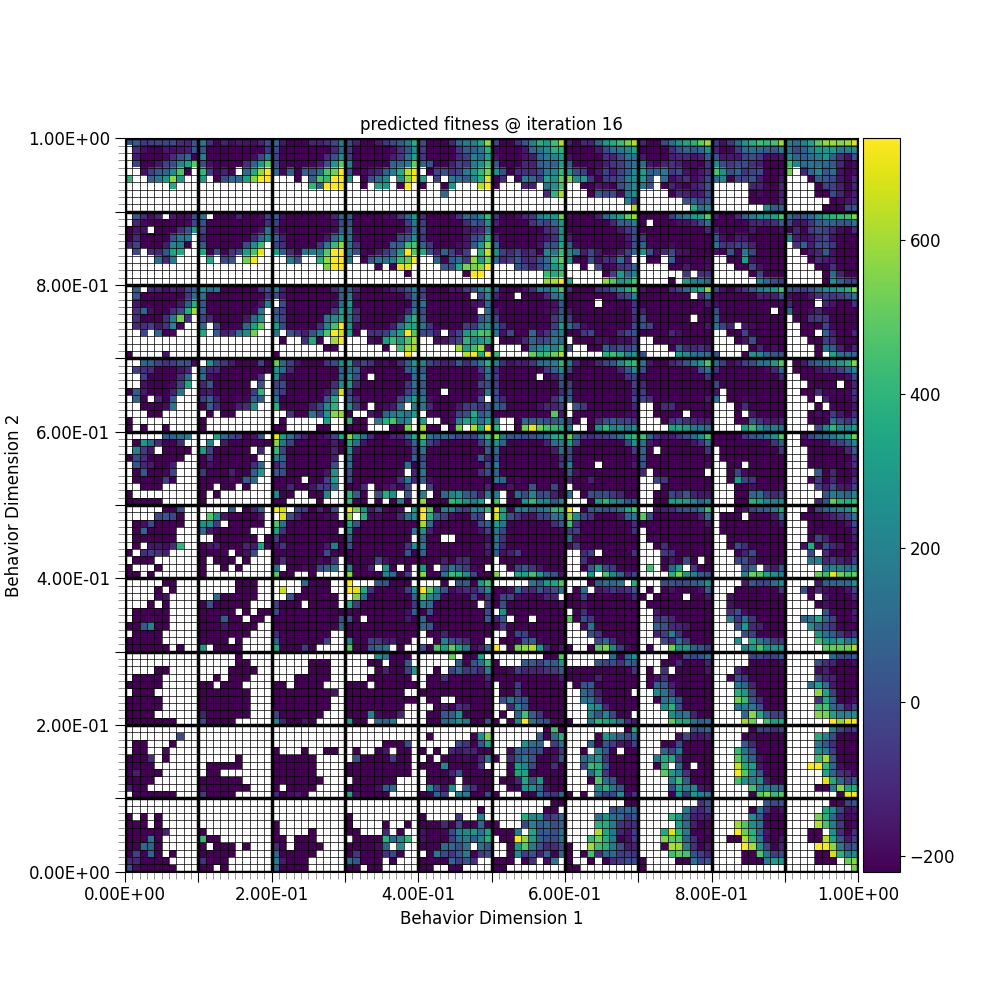 predicted fitness @ iteration 16
1.00E+00
8.00E-01
6.00E-01
4.00E-01
2.00E-01
0.00E+00
Behavior Dimension 2
0.00E+00 2.00E-01 4.00E-01 6.00E-01 8.00E-01 1.00E+00
Behavior Dimension 1
600
400
200
0
−200